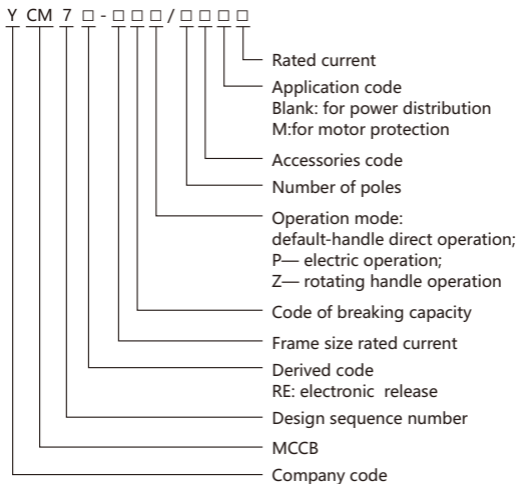 Y CM 7 □ - □ □ □ / □ □ □ □
Rated current
Application code
Blank: for power distribution
M:for motor protection
Accessories code
Number of poles
Operation mode:
default-handle direct operation;
P— electric operation;
Z— rotating handle operation
Code of breaking capacity
Frame size rated current
Derived code
RE: electronic release
Design sequence number
MCCB
Company code